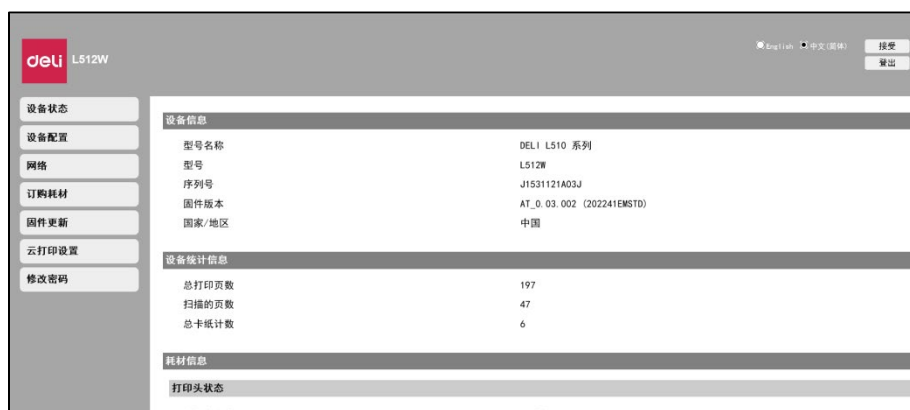 deli L512W
English 中文(简体) 接受
登出
设备状态
设备配置
网络
订购耗材
固件更新
云打印设置
修改密码
设备信息
型号名称 DELI L510 系列
型号 L512W
序列号 J1531121A03J
固件版本 AT_0.03.002 (202241EMSTD)
国家/地区 中国
设备统计信息
总打印页数 197
扫描的页数 47
总卡纸计数 6
耗材信息
打印头状态